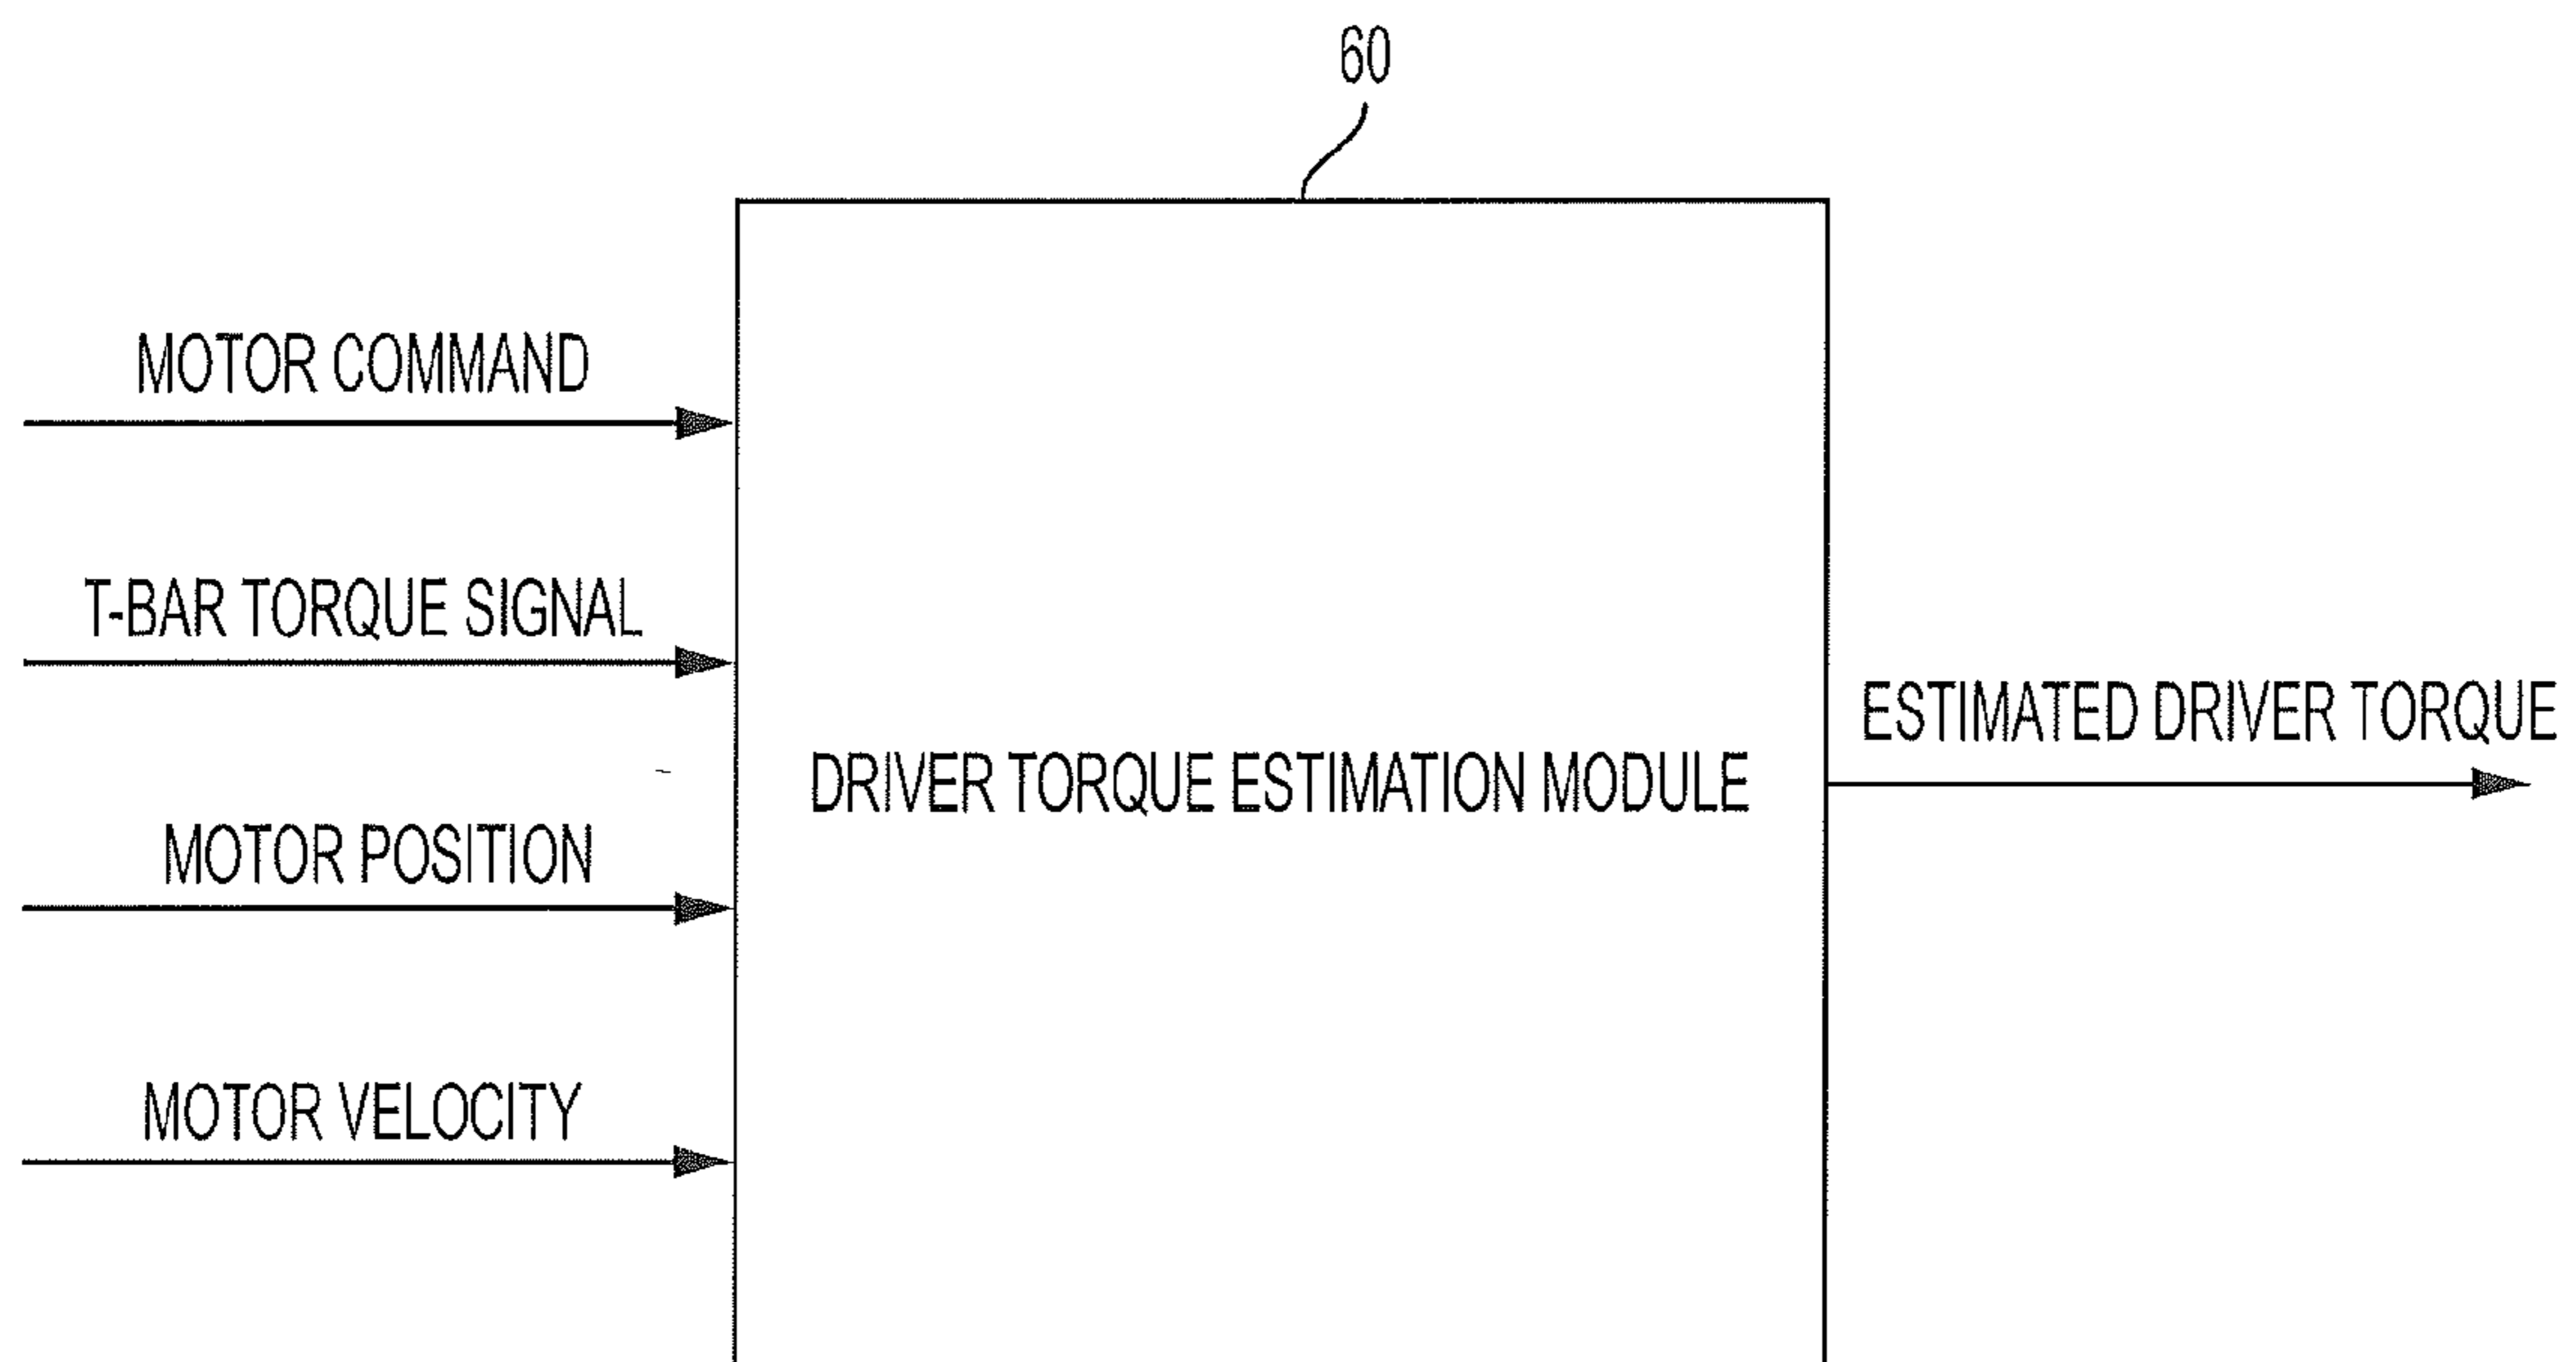 60
MOTOR COMMAND
T-BAR TORQUE SIGNAL
MOTOR POSITION
MOTOR VELOCITY
DRIVER TORQUE ESTIMATION MODULE
ESTIMATED DRIVER TORQUE